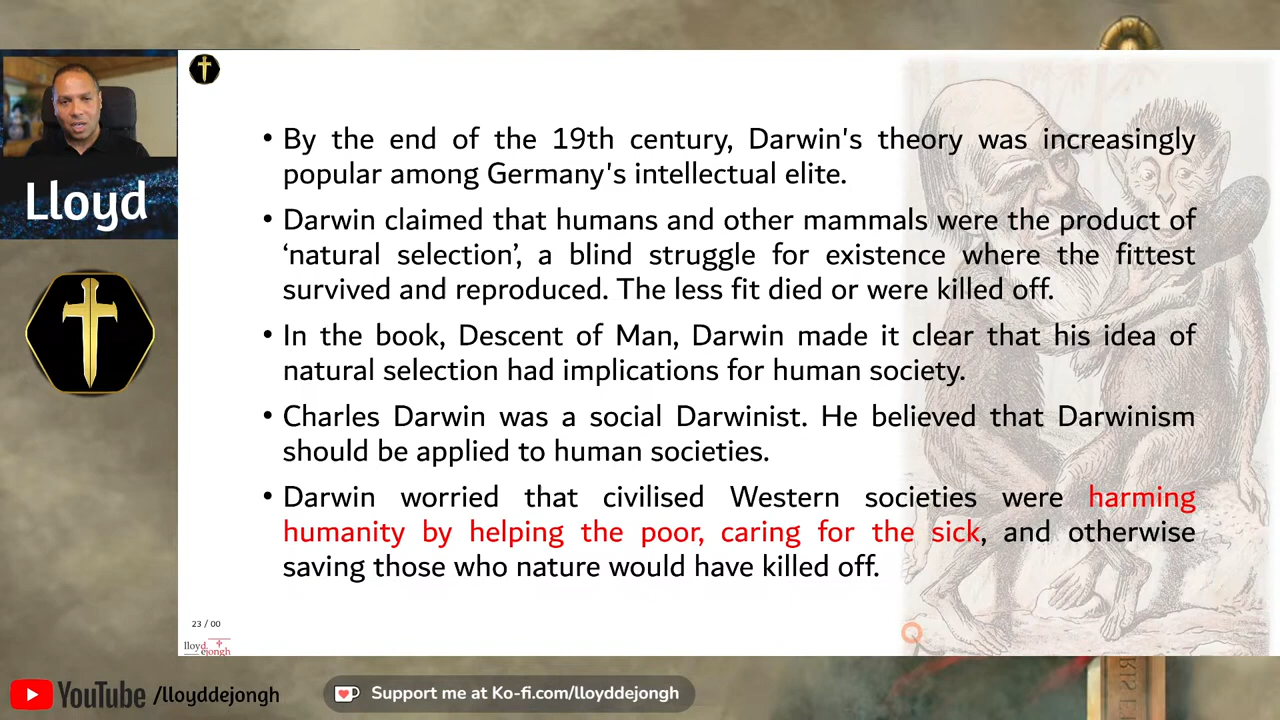 Lloyd
• By the end of the 19th century, Darwin's theory was increasingly
popular among Germany's intellectual elite.
• Darwin claimed that humans and other mammals were the product of
‘natural selection’, a blind struggle for existence where the fittest
survived and reproduced. The less fit died or were killed off.
• In the book, Descent of Man, Darwin made it clear that his idea of
natural selection had implications for human society.
• Charles Darwin was a social Darwinist. He believed that Darwinism
should be applied to human societies.
• Darwin worried that civilised Western societies were harming
humanity by helping the poor, caring for the sick, and otherwise
saving those who nature would have killed off.
23 / 00
lloyd
ejongh
YouTube /lloyddejongh
Support me at Ko-fi.com/lloyddejongh